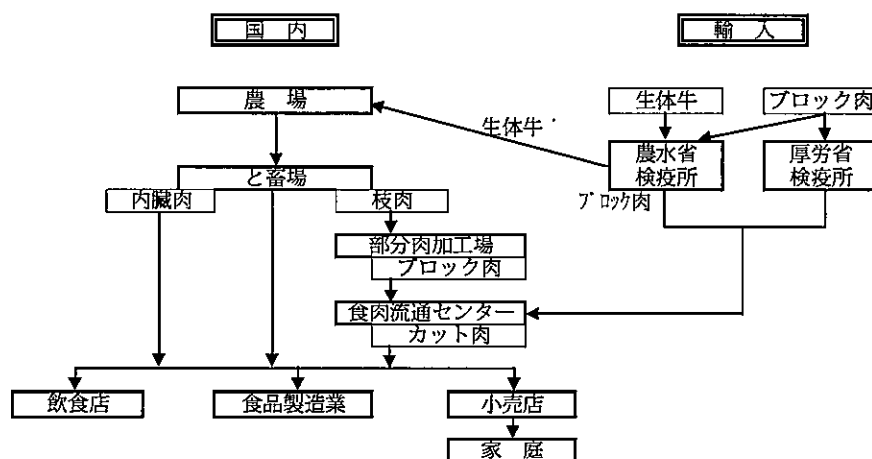 国 内
輸 入
農 場
生体牛
ブロック肉
生体牛
農水省
検疫所
厚労省
検疫所
と畜場
内臓肉
枝肉
ブロック肉
部分肉加工場
ブロック肉
食肉流通センター
カット肉
飲食店
食品製造業
小売店
家 庭